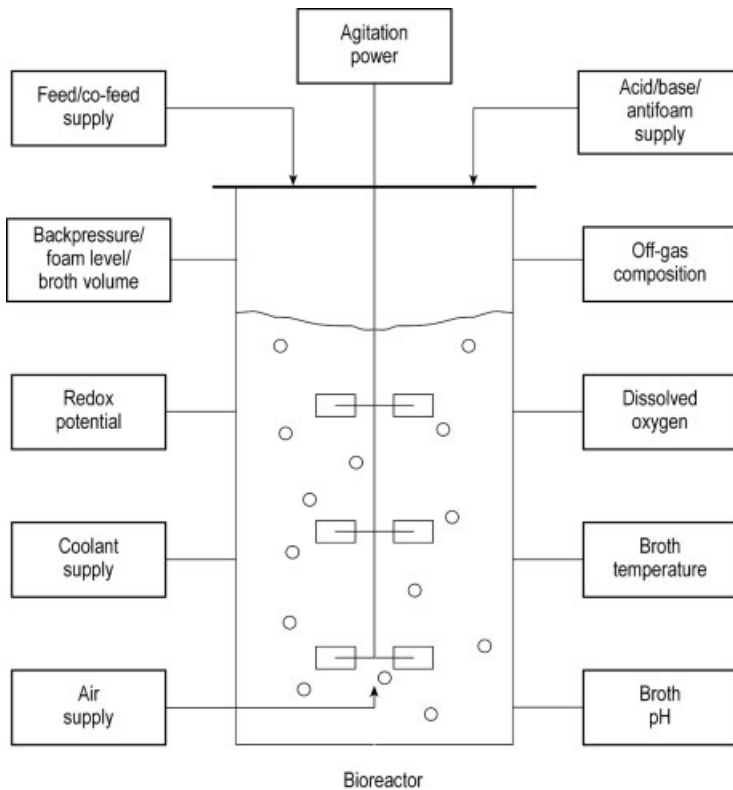 Agitation
power
Feed/co-feed
supply
Acid/base/
antifoam
supply
Backpressure/
foam level/
broth volume
Off-gas
composition
Redox
potential
Dissolved
oxygen
Coolant
supply
Broth
temperature
Air
supply
Broth
pH
Bioreactor